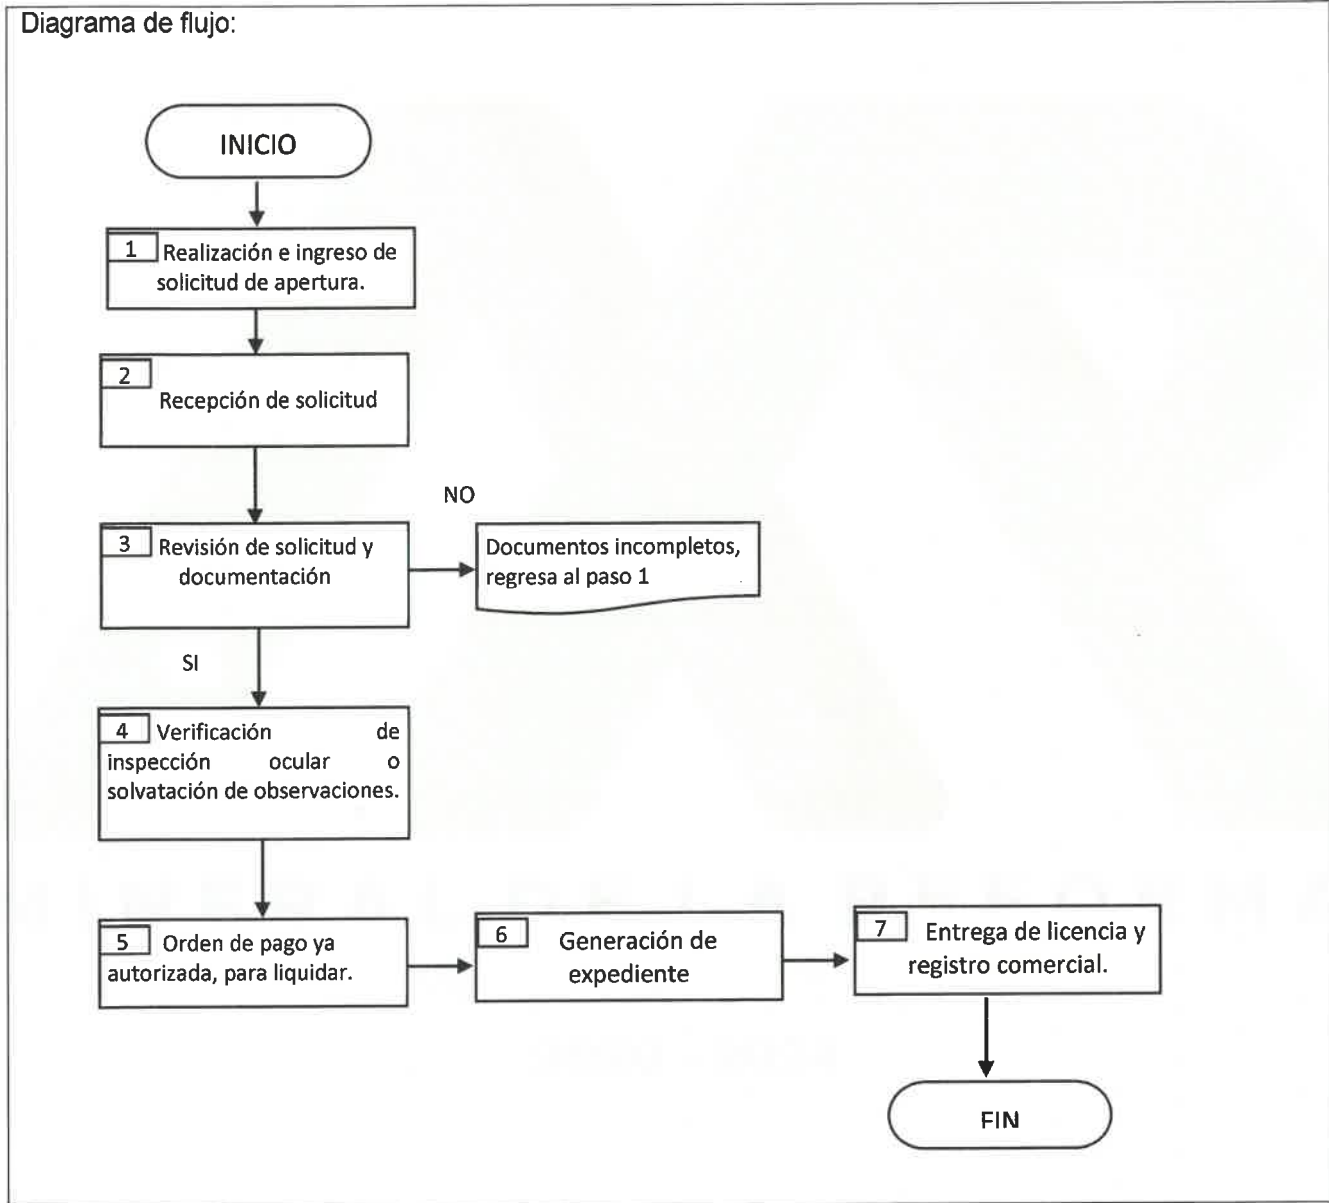 Diagrama de flujo:
INICIO
1 Realización e ingreso de
solicitud de apertura.
2
Recepción de solicitud
NO
3 Revisión de solicitud y
documentación
Documentos incompletos,
regresa al paso 1
SI
4 Verificación de
inspección ocular o
solvatación de observaciones.
5 Orden de pago ya
autorizada, para liquidar.
6 Generación de
expediente
7 Entrega de licencia y
registro comercial.
FIN